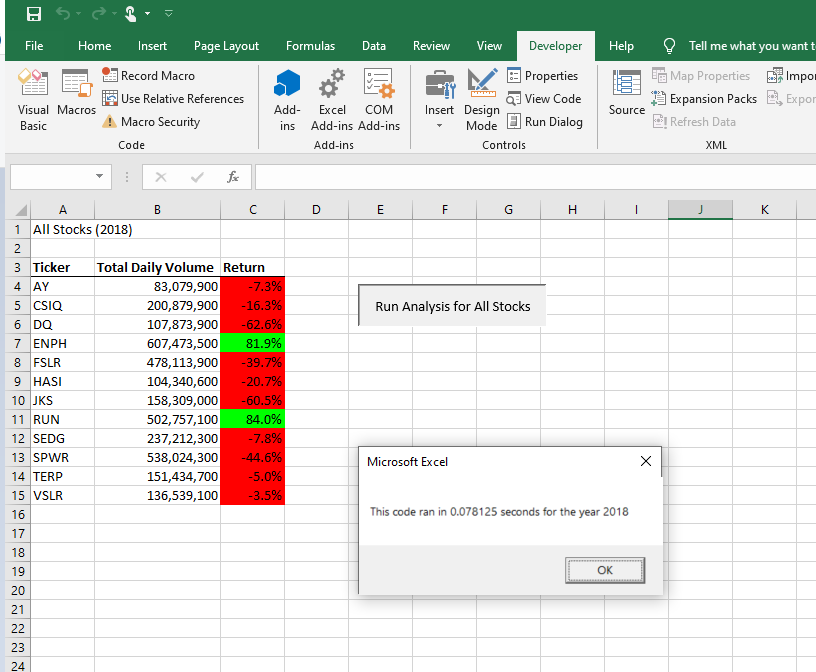 File Home Insert Page Layout Formulas Data Review View Developer Help Tell me what you want t
Visual Basic
Macros
Record Macro
Use Relative References
Macro Security
Code
Add-ins
Excel Add-ins
COM Add-ins
Add-ins
Insert
Design Mode
Properties
View Code
Run Dialog
Controls
Source
Map Properties
Expansion Packs
Refresh Data
Impor
Expor
XML
fx
A B C D E F G H I J K
1 All Stocks (2018)
2
3 Ticker Total Daily Volume Return
4 AY 83,079,900 -7.3%
5 CSIQ 200,879,900 -16.3%
6 DQ 107,873,900 -62.6%
7 ENPH 607,473,500 81.9%
8 FSLR 478,113,900 -39.7%
9 HASI 104,340,600 -20.7%
10 JKS 158,309,000 -60.5%
11 RUN 502,757,100 84.0%
12 SEDG 237,212,300 -7.8%
13 SPWR 538,024,300 -44.6%
14 TERP 151,434,700 -5.0%
15 VSLR 136,539,100 -3.5%
16
17
18
19
20
21
22
23
24
Run Analysis for All Stocks
Microsoft Excel
This code ran in 0.078125 seconds for the year 2018
OK